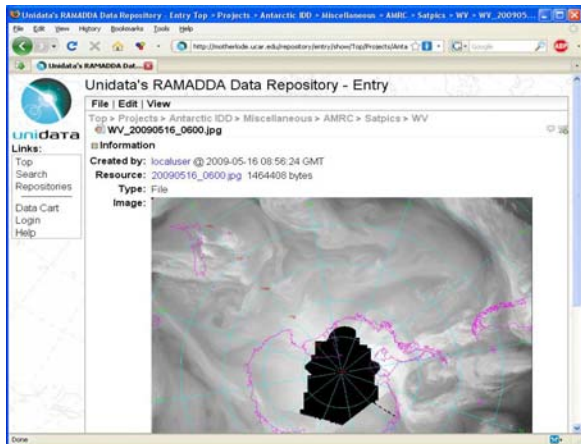 Unidata's RAMADDA Data Repository - Entry Top > Projects > Antarctic IDD > Miscellaneous > AMRC > Satpics > WV > WV_200905...
File Edit View History Bookmarks Tools Help
http://motherlode.ucar.edu/repository/entry/show/Top/Projects/Anta
Google
ABP
Unidata's RAMADDA Dat...
Unidata's RAMADDA Data Repository - Entry
File | Edit | View
Top > Projects > Antarctic IDD > Miscellaneous > AMRC > Satpics > WV
WV_20090516_0600.jpg
unidata
Information
Links:
Created by: localuser @ 2009-05-16 08:56:24 GMT
Top
Resource: 20090516_0600.jpg 1464408 bytes
Search
Type: File
Repositories
Image:
Data Cart
Login
Help
Done